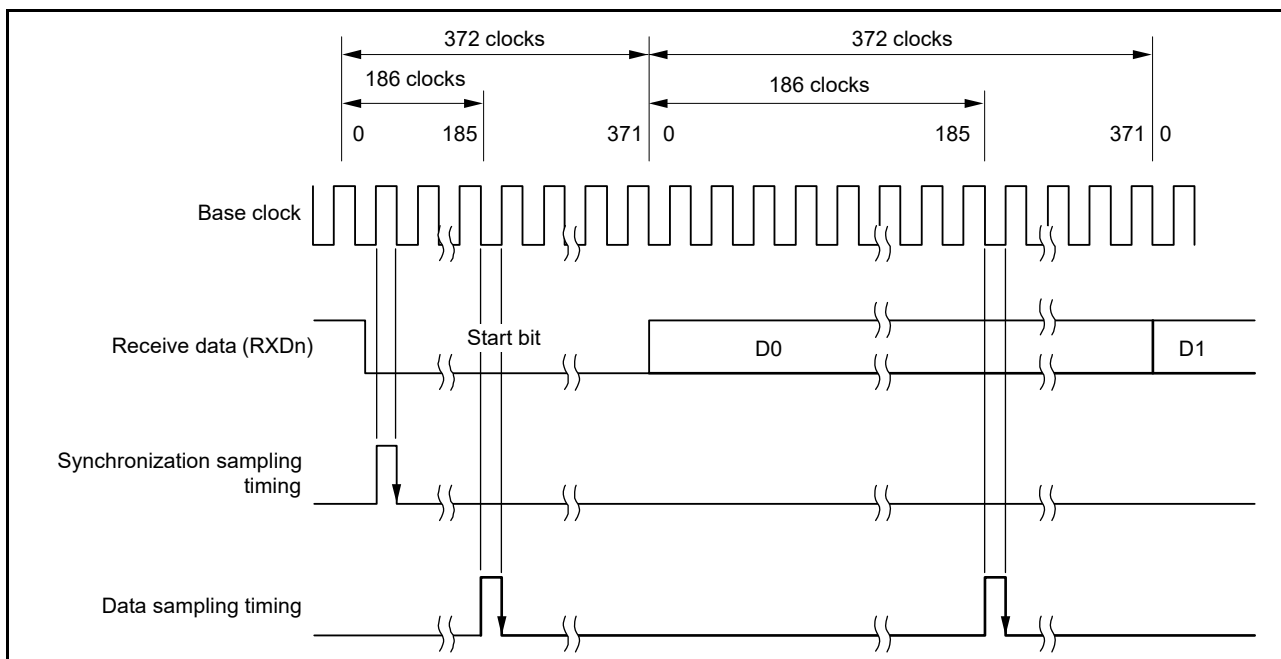 372 clocks 372 clocks
186 clocks 186 clocks
0 185 371 0 185 371 0
Base clock
Receive data (RXDn) Start bit D0 D1
Synchronization sampling
timing
Data sampling timing